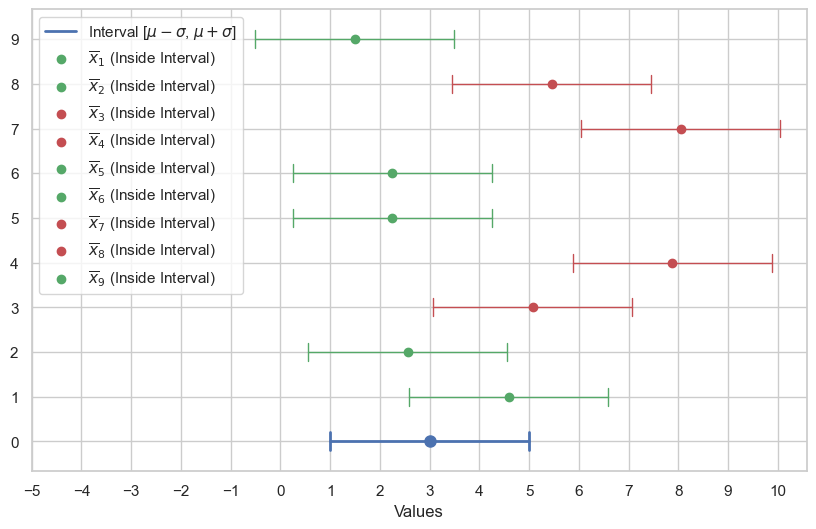 Interval [μ − σ, μ + σ]
x̅₁ (Inside Interval)
x̅₂ (Inside Interval)
x̅₃ (Inside Interval)
x̅₄ (Inside Interval)
x̅₅ (Inside Interval)
x̅₆ (Inside Interval)
x̅₇ (Inside Interval)
x̅₈ (Inside Interval)
x̅₉ (Inside Interval)
9
8
7
6
5
4
3
2
1
0
−5 −4 −3 −2 −1 0 1 2 3 4 5 6 7 8 9 10
Values